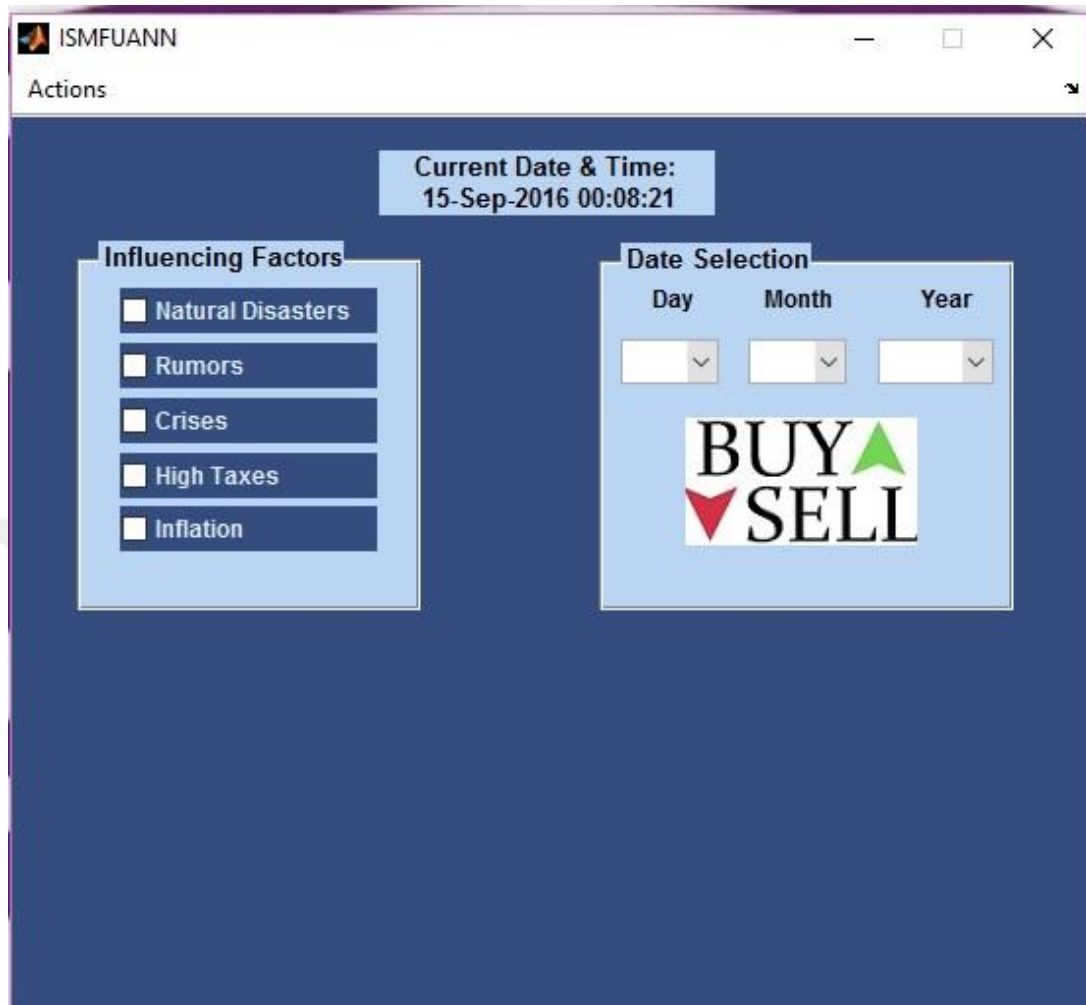 ISMFUANN
Actions
Current Date & Time:
15-Sep-2016 00:08:21
Influencing Factors
Natural Disasters
Rumors
Crises
High Taxes
Inflation
Date Selection
Day Month Year
BUY
SELL